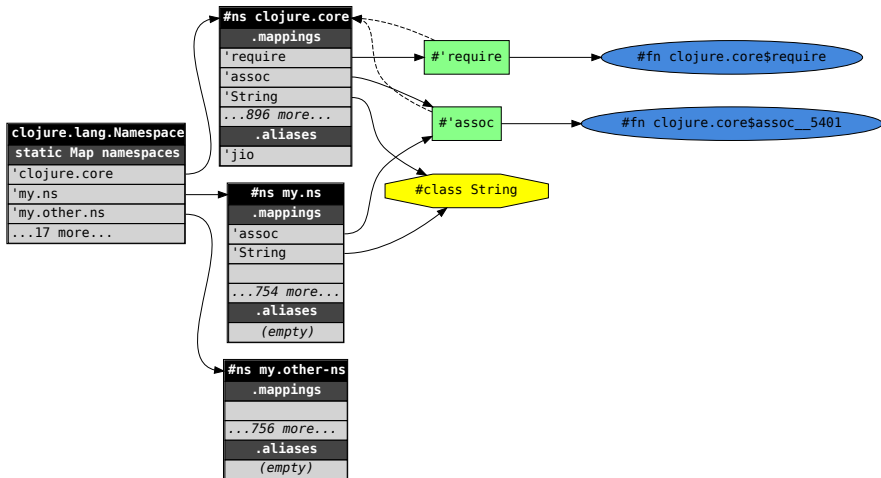 clojure.lang.Namespace
static Map namespaces
'clojure.core
'my.ns
'my.other.ns
...17 more...
#ns clojure.core
.mappings
'require
'assoc
'String
...896 more...
.aliases
'jio
#ns my.ns
.mappings
'assoc
'String
...754 more...
.aliases
(empty)
#ns my.other-ns
.mappings
...756 more...
.aliases
(empty)
#'require
#'assoc
#class String
#fn clojure.core$require
#fn clojure.core$assoc__5401